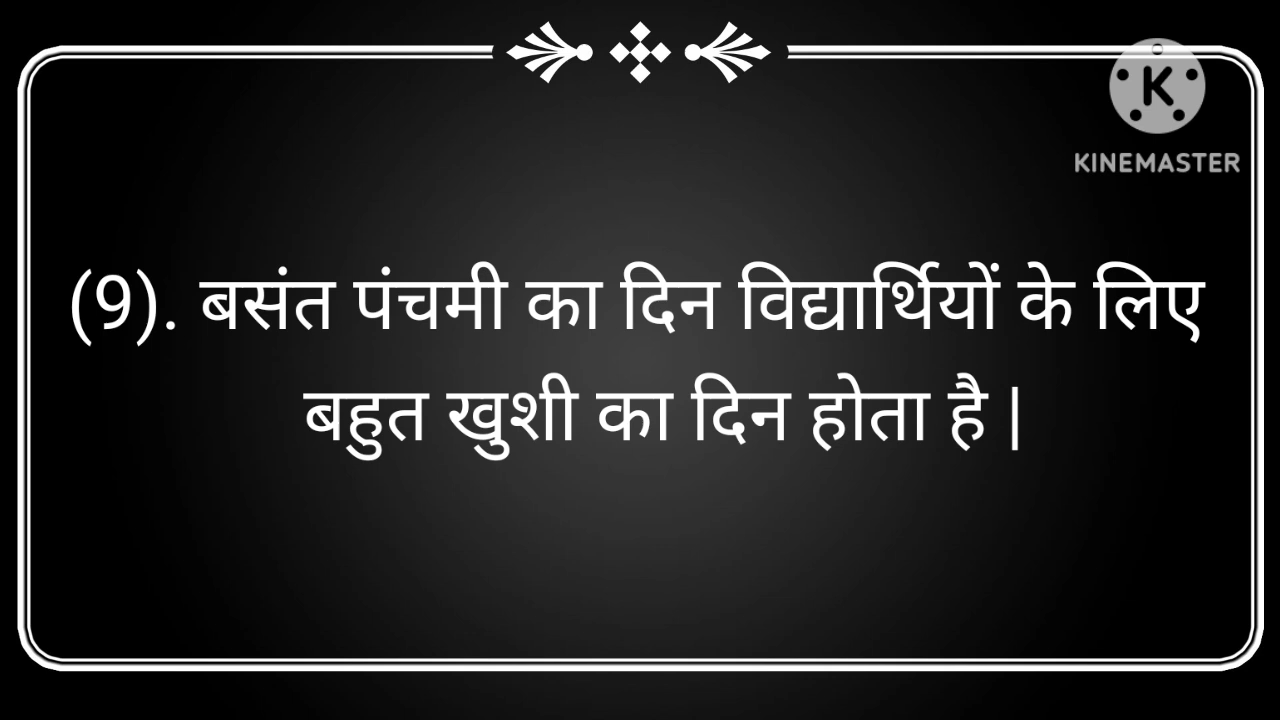 KINEMASTER
(9). बसंत पंचमी का दिन विद्यार्थियों के लिए
बहुत खुशी का दिन होता है |